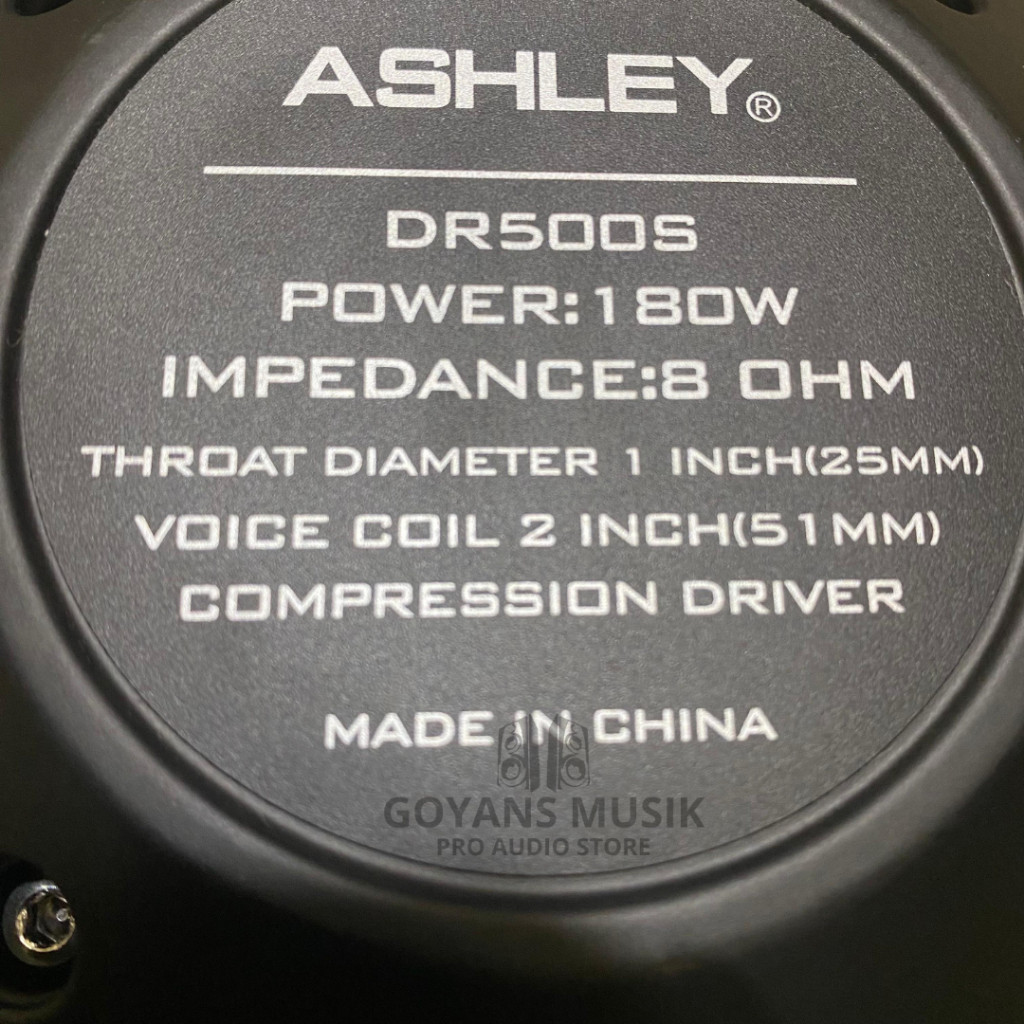 ASHLEY®
DR500S
POWER:180W
IMPEDANCE:8 OHM
THROAT DIAMETER 1 INCH(25MM)
VOICE COIL 2 INCH(51MM)
COMPRESSION DRIVER
MADE IN CHINA
GOYANS MUSIK
PRO AUDIO STORE